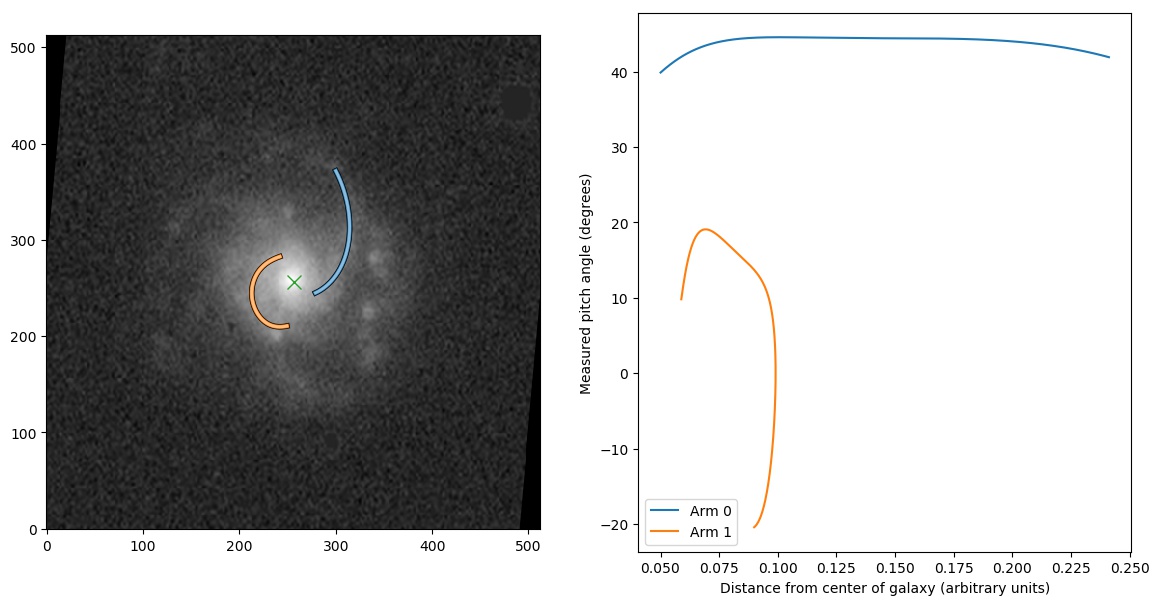 500
400
300
200
100
0
0 100 200 300 400 500
40
30
20
10
0
−10
−20
Measured pitch angle (degrees)
Arm 0
Arm 1
0.050 0.075 0.100 0.125 0.150 0.175 0.200 0.225 0.250
Distance from center of galaxy (arbitrary units)